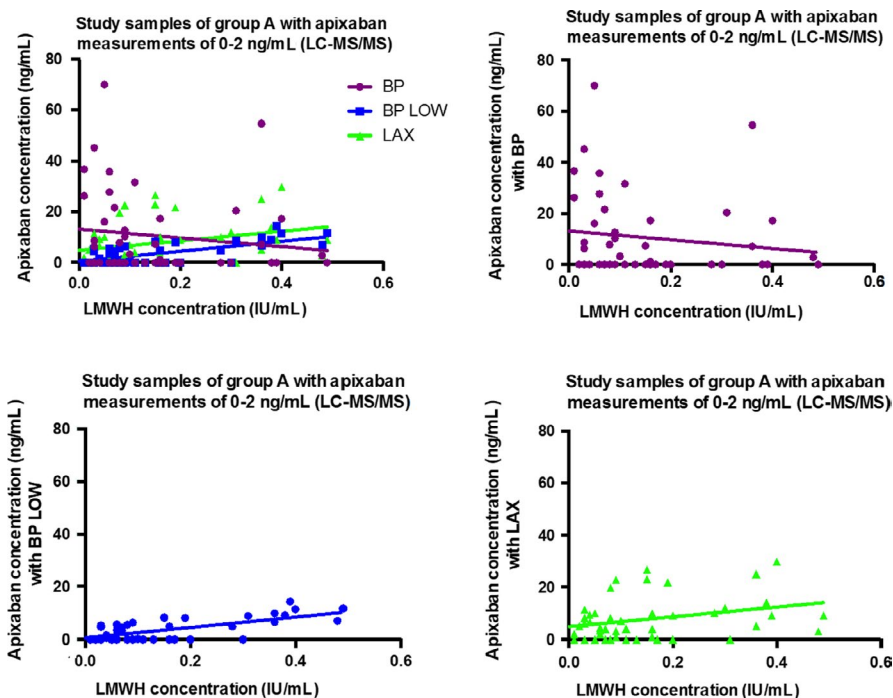 Study samples of group A with apixaban
measurements of 0-2 ng/mL (LC-MS/MS)
Apixaban concentration (ng/mL)
80
60
40
20
0
0.0
0.2
0.4
0.6
LMWH concentration (IU/mL)
BP
BP LOW
LAX
Study samples of group A with apixaban
measurements of 0-2 ng/mL (LC-MS/MS)
Apixaban concentration (ng/mL)
with BP
80
60
40
20
0
0.0
0.2
0.4
0.6
LMWH concentration (IU/mL)
Study samples of group A with apixaban
measurements of 0-2 ng/mL (LC-MS/MS)
Apixaban concentration (ng/mL)
with BP LOW
80
60
40
20
0
0.0
0.2
0.4
0.6
LMWH concentration (IU/mL)
Study samples of group A with apixaban
measurements of 0-2 ng/mL (LC-MS/MS)
Apixaban concentration (ng/mL)
with LAX
80
60
40
20
0
0.0
0.2
0.4
0.6
LMWH concentration (IU/mL)